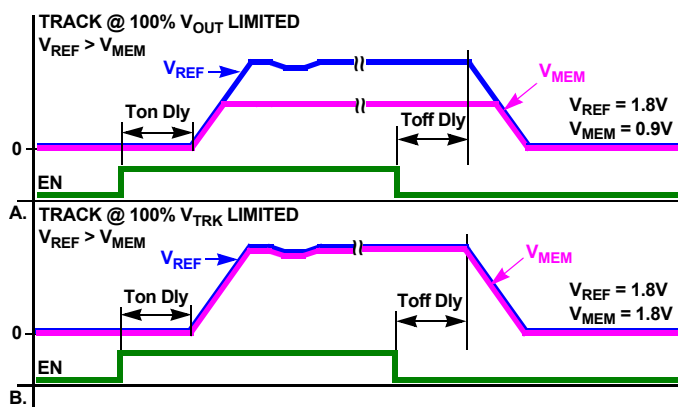 TRACK @ 100% VOUT LIMITED
VREF > VMEM
VREF
VMEM
Ton Dly
Toff Dly
VREF = 1.8V
VMEM = 0.9V
0
EN
A.
TRACK @ 100% VTRK LIMITED
VREF > VMEM
VREF
VMEM
Ton Dly
Toff Dly
VREF = 1.8V
VMEM = 1.8V
0
EN
B.